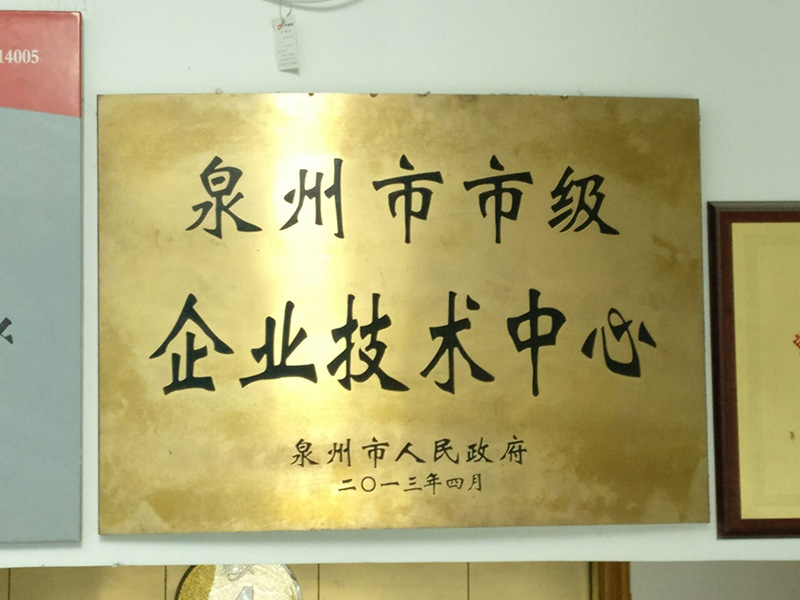 14005
泉州市市级
企业技术中心
泉州市人民政府
二〇一三年四月